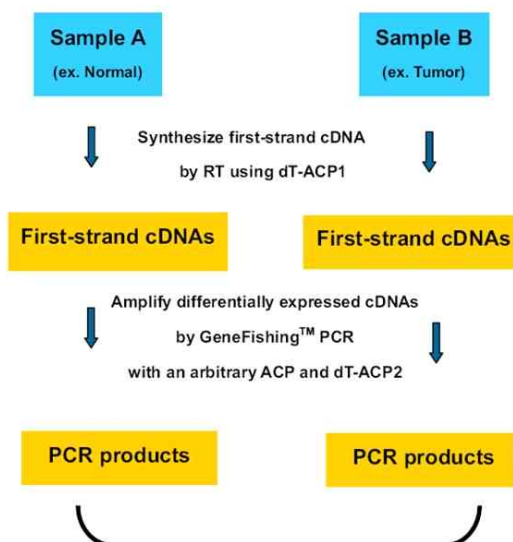 Sample A
(ex. Normal)
Sample B
(ex. Tumor)
Synthesize first-strand cDNA
by RT using dT-ACP1
First-strand cDNAs
First-strand cDNAs
Amplify differentially expressed cDNAs
by GeneFishing™ PCR
with an arbitrary ACP and dT-ACP2
PCR products
PCR products